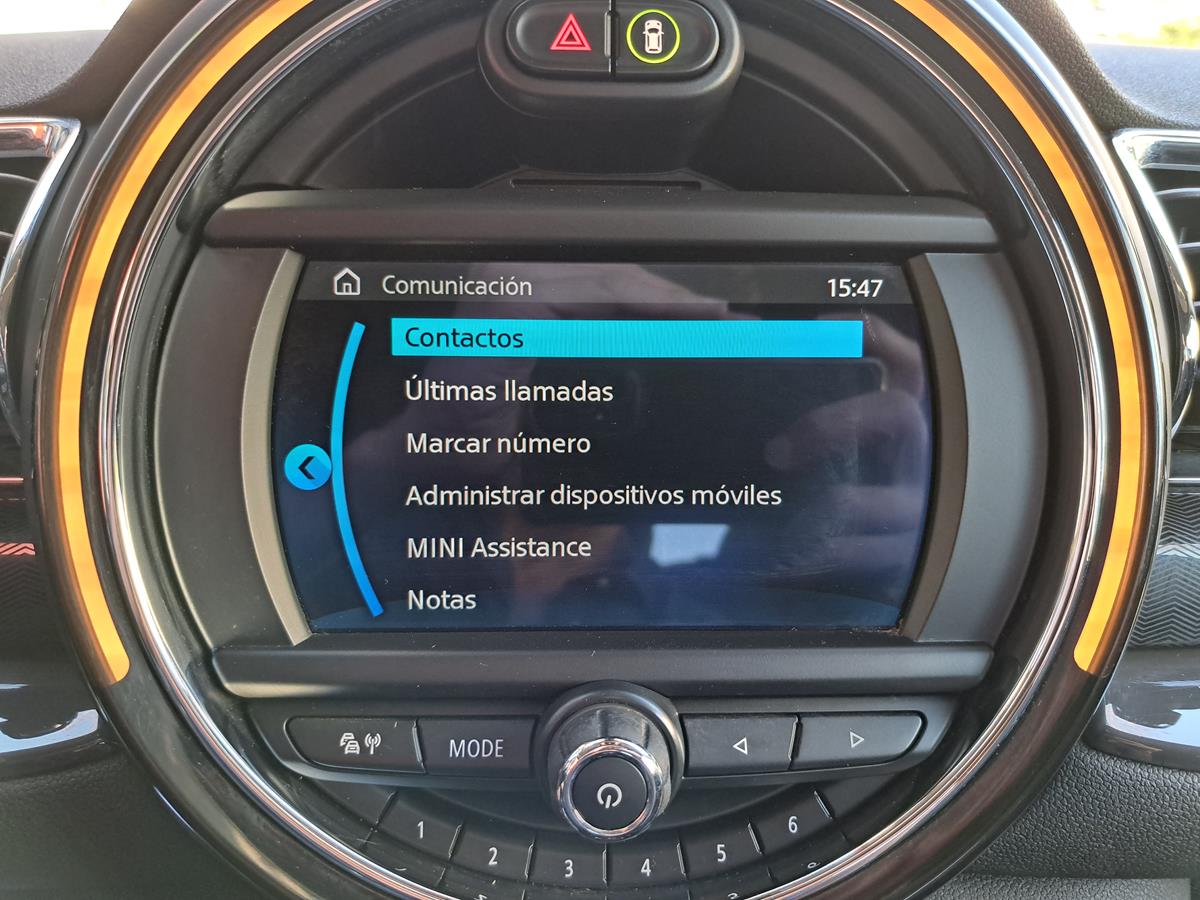 Comunicación 15:47
Contactos
Últimas llamadas
Marcar número
Administrar dispositivos móviles
MINI Assistance
Notas
MODE
1 2 3 4 5 6